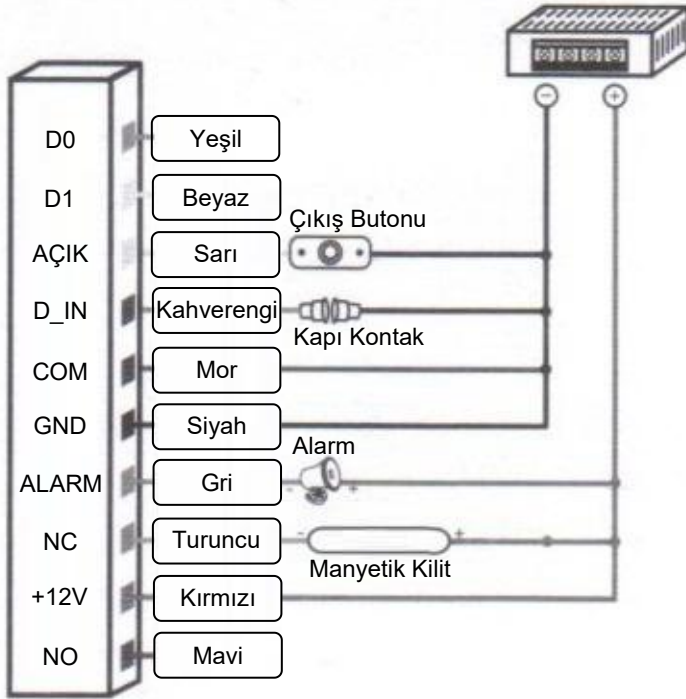 D0 Yeşil
D1 Beyaz
Çıkış Butonu
AÇIK Sarı
D_IN Kahverengi
Kapı Kontak
COM Mor
GND Siyah
Alarm
ALARM Gri - +
NC Turuncu - +
Manyetik Kilit
+12V Kırmızı
NO Mavi
- +